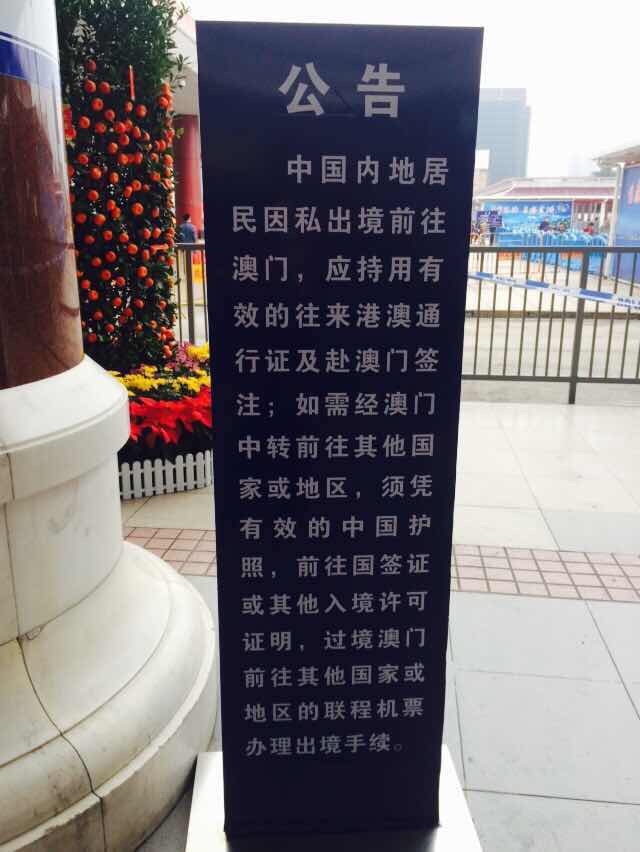 公告
中国内地居
民因私出境前往
澳门，应持用有
效的往来港澳通
行证及赴澳门签
注；如需经澳门
中转前往其他国
家或地区，须凭
有效的中国护
照，前往国签证
或其他入境许可
证明，过境澳门
前往其他国家或
地区的联程机票
办理出境手续。